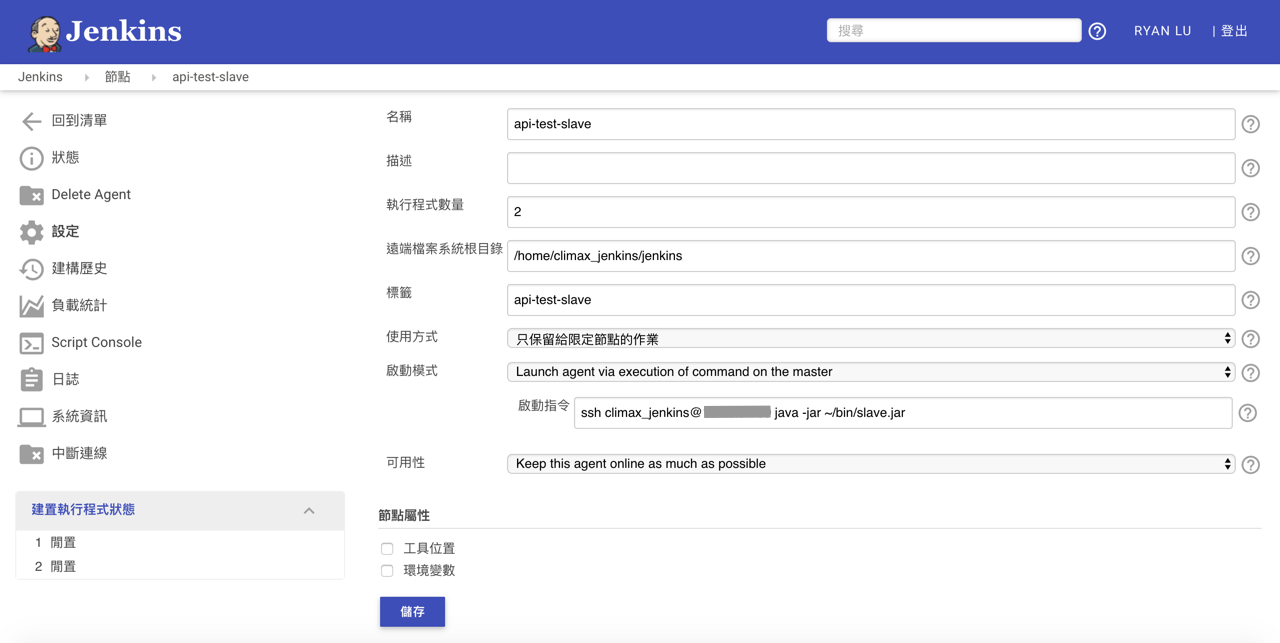 Jenkins
搜尋
RYAN LU | 登出
Jenkins 節點 api-test-slave
回到清單
狀態
Delete Agent
設定
建構歷史
負載統計
Script Console
日誌
系統資訊
中斷連線
建置執行程式狀態
1 閒置
2 閒置
名稱 api-test-slave
描述
執行程式數量 2
遠端檔案系統根目錄 /home/climax_jenkins/jenkins
標籤 api-test-slave
使用方式 只保留給限定節點的作業
啟動模式 Launch agent via execution of command on the master
啟動指令 ssh climax_jenkins@ java -jar ~/bin/slave.jar
可用性 Keep this agent online as much as possible
節點屬性
工具位置
環境變數
儲存